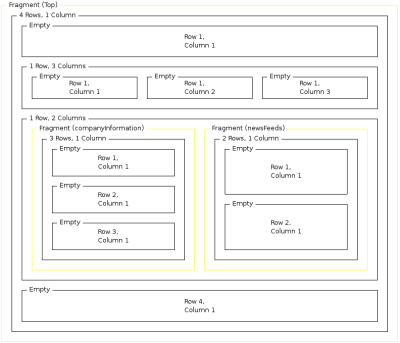 Fragment (Top)
4 Rows, 1 Column
Empty
Row 1,
Column 1
1 Row, 3 Columns
Empty
Row 1,
Column 1
Empty
Row 1,
Column 2
Empty
Row 1,
Column 3
1 Row, 2 Columns
Fragment (companyInformation)
3 Rows, 1 Column
Empty
Row 1,
Column 1
Empty
Row 2,
Column 1
Empty
Row 3,
Column 1
Fragment (newsFeeds)
2 Rows, 1 Column
Empty
Row 1,
Column 1
Empty
Row 2,
Column 1
Empty
Row 4,
Column 1